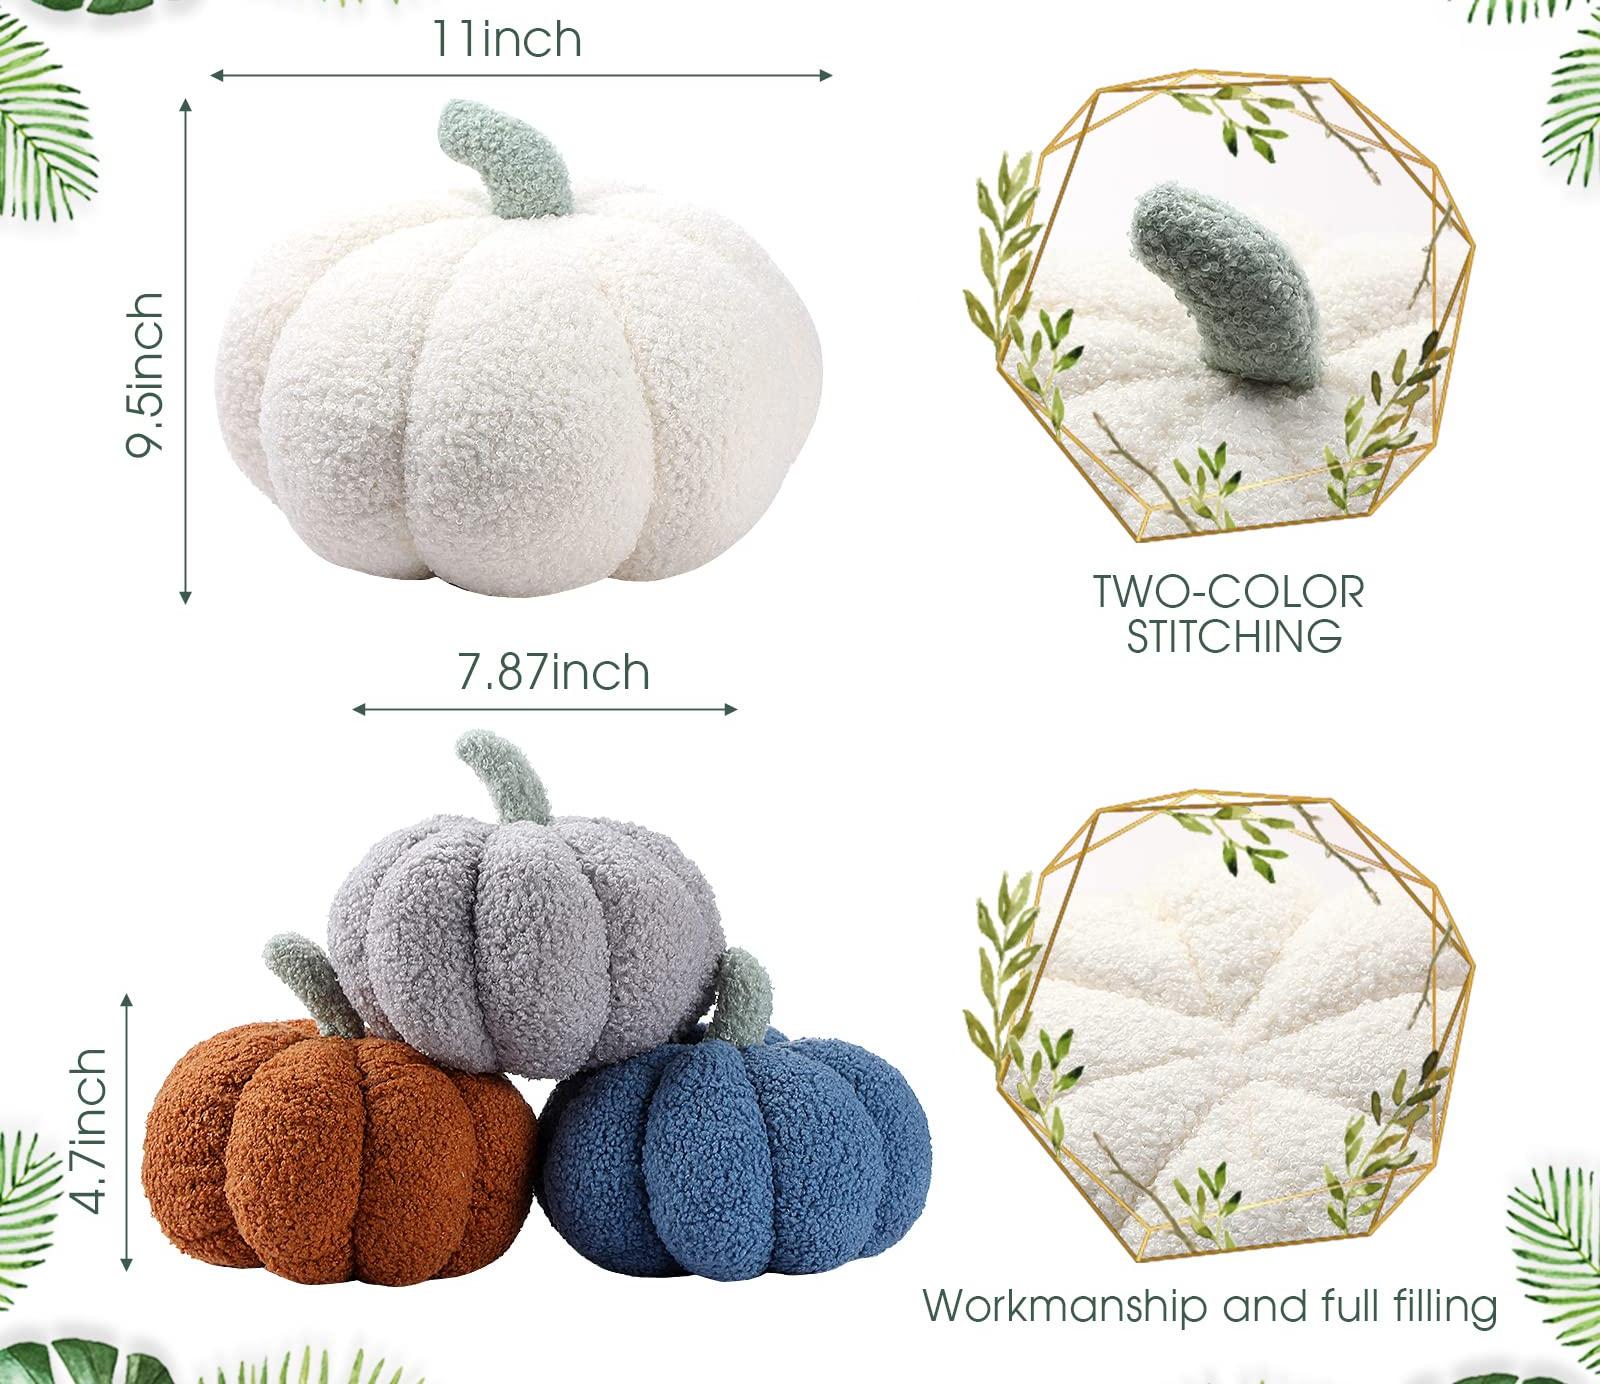 11inch
9.5inch
TWO-COLOR
STITCHING
7.87inch
4.7inch
Workmanship and full filling